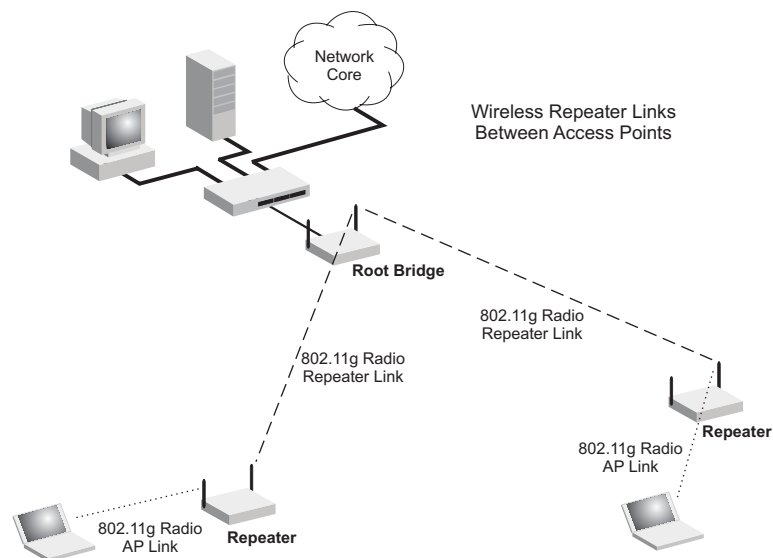 Network
Core
Wireless Repeater Links
Between Access Points
Root Bridge
802.11g Radio
Repeater Link
802.11g Radio
Repeater Link
Repeater
802.11g Radio
AP Link
802.11g Radio
AP Link
Repeater